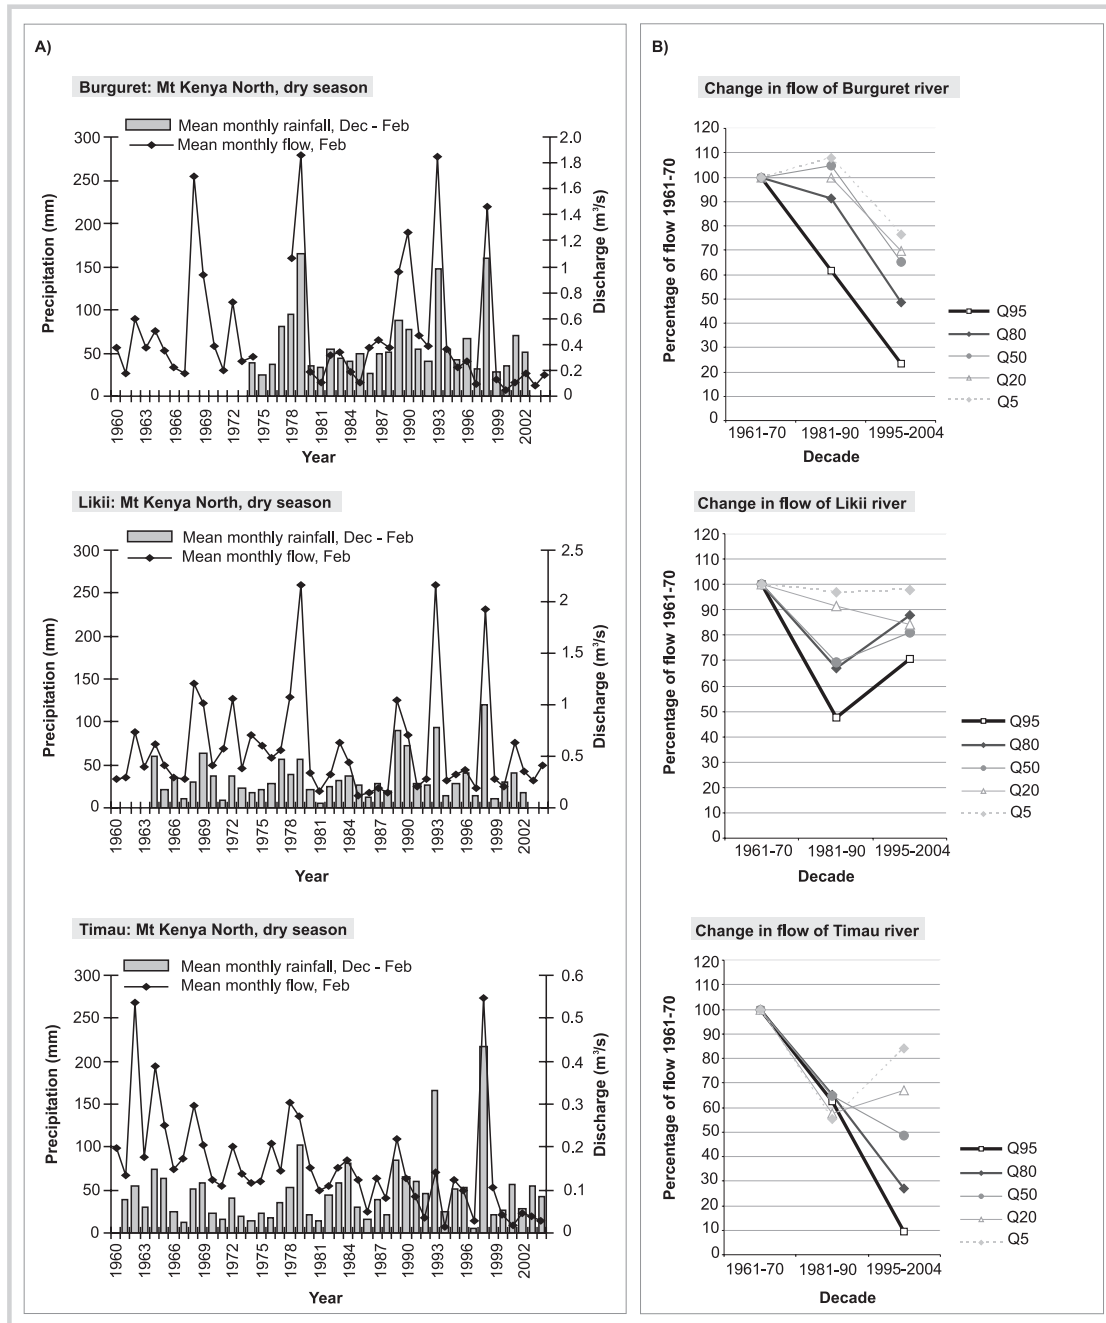 A)
Burguret: Mt Kenya North, dry season
Mean monthly rainfall, Dec - Feb
Mean monthly flow, Feb
Precipitation (mm)
300
250
200
150
100
50
0
2.0
1.8
1.6
1.4
1.2
1
0.8
0.6
0.4
0.2
0
Discharge (m³/s)
1960 1963 1966 1969 1972 1975 1978 1981 1984 1987 1990 1993 1996 1999 2002
Year
Likii: Mt Kenya North, dry season
Mean monthly rainfall, Dec - Feb
Mean monthly flow, Feb
Precipitation (mm)
300
250
200
150
100
50
0
2.5
2
1.5
1
0.5
0
Discharge (m³/s)
1960 1963 1966 1969 1972 1975 1978 1981 1984 1987 1990 1993 1996 1999 2002
Year
Timau: Mt Kenya North, dry season
Mean monthly rainfall, Dec - Feb
Mean monthly flow, Feb
Precipitation (mm)
300
250
200
150
100
50
0
0.6
0.5
0.4
0.3
0.2
0.1
0
Discharge (m³/s)
1960 1963 1966 1969 1972 1975 1978 1981 1984 1987 1990 1993 1996 1999 2002
Year
B)
Change in flow of Burguret river
Percentage of flow 1961-70
120
110
100
90
80
70
60
50
40
30
20
10
0
1961-70 1981-90 1995-2004
Decade
Q95
Q80
Q50
Q20
Q5
Change in flow of Likii river
Percentage of flow 1961-70
120
110
100
90
80
70
60
50
40
30
20
10
0
1961-70 1981-90 1995-2004
Decade
Q95
Q80
Q50
Q20
Q5
Change in flow of Timau river
Percentage of flow 1961-70
120
110
100
90
80
70
60
50
40
30
20
10
0
1961-70 1981-90 1995-2004
Decade
Q95
Q80
Q50
Q20
Q5